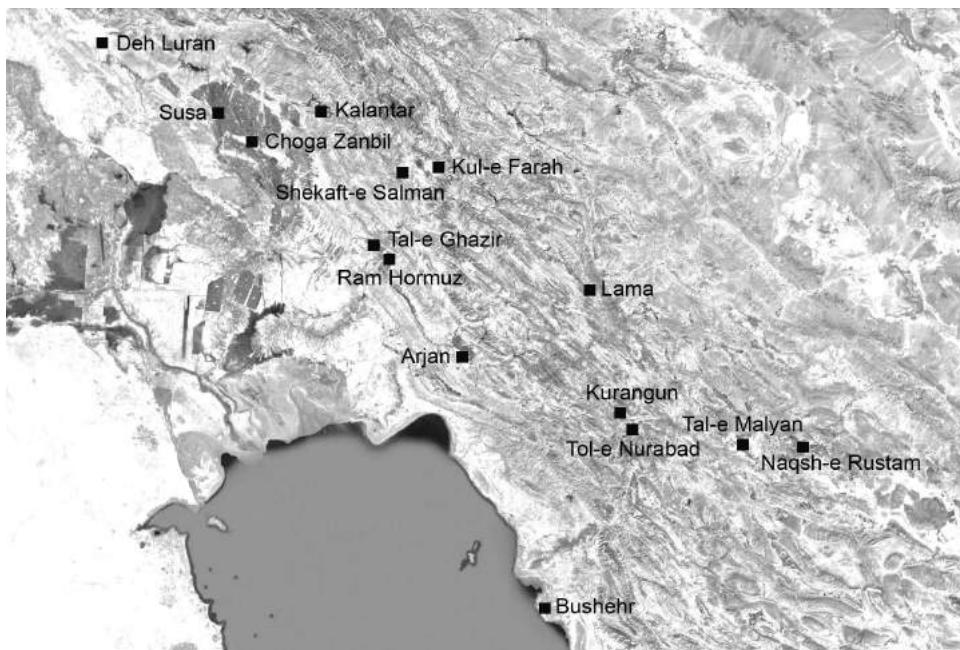 Deh Luran
Susa
Kalantar
Choga Zanbil
Kul-e Farah
Shekaft-e Salman
Tal-e Ghazir
Ram Hormuz
Lama
Arjan
Kurangun
Tal-e Malyan
Tol-e Nurabad
Naqsh-e Rustam
Bushehr